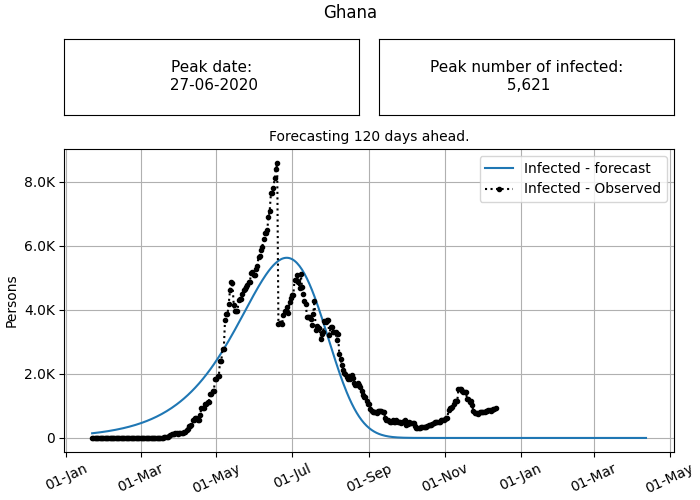 Ghana
Peak date:
27-06-2020
Peak number of infected:
5,621
Forecasting 120 days ahead.
Infected - forecast
Infected - Observed
8.0K
6.0K
4.0K
2.0K
0
Persons
01-Jan
01-Mar
01-May
01-Jul
01-Sep
01-Nov
01-Jan
01-Mar
01-May